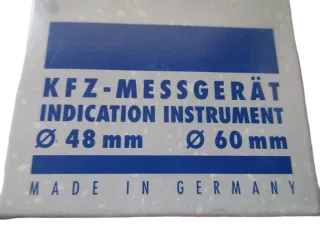 KFZ-MESSGERÄT
INDICATION INSTRUMENT
Ø 48 mm Ø 60 mm
MADE IN GERMANY